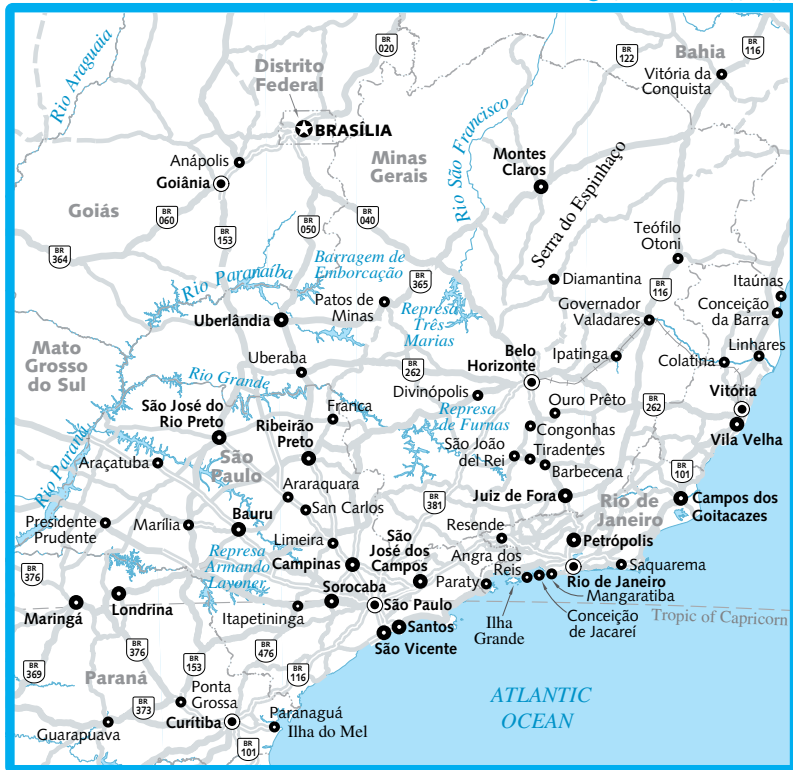 BR
020
BR
122
Bahia
BR
116
Rio Araguaia
Distrito
Federal
Vitória da
Conquista
BRASÍLIA
Rio São Francisco
Anápolis
Goiânia
Minas
Gerais
Montes
Claros
Serra do Espinhaço
Goiás
BR
060
BR
153
BR
050
BR
040
BR
364
Teófilo
Otoni
Barragem de
Emborcação
Rio Paranaíba
BR
365
Diamantina
BR
116
Itaúnas
Patos de
Minas
Represa
Três
Marias
Governador
Valadares
Conceição
da Barra
Uberlândia
Mato
Grosso
do Sul
Uberaba
BR
262
Belo
Horizonte
Ipatinga
Colatina
Linhares
Rio Grande
Divinópolis
Ouro Prêto
BR
262
Vitória
São José do
Rio Preto
Franca
Represa
de Furnas
Congonhas
Vila Velha
Ribeirão
Preto
São João
del Rei
Tiradentes
Barbecena
Rio Paraná
Araçatuba
São
Paulo
BR
101
Araraquara
San Carlos
BR
381
Juiz de Fora
Rio de
Janeiro
Campos dos
Goitacazes
Presidente
Prudente
Marília
Bauru
Limeira
São
José dos
Campos
Resende
Petrópolis
Represa
Armando
Layoner
Campinas
Angra dos
Reis
Saquarema
BR
376
Sorocaba
Paraty
Rio de Janeiro
Mangaratiba
Maringá
Londrina
Itapetininga
São Paulo
Ilha
Grande
Conceição
de Jacareí
Tropic of Capricorn
Santos
São Vicente
BR
376
BR
476
BR
153
BR
116
BR
369
Paraná
Ponta
Grossa
BR
373
Curítiba
Paranaguá
Ilha do Mel
Guarapuava
BR
101
ATLANTIC
OCEAN